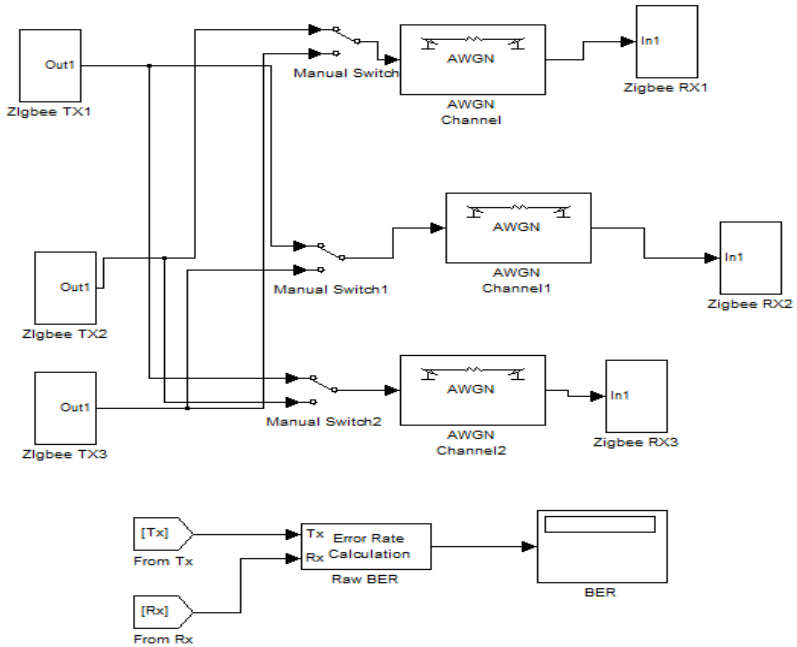 Out1
ZIgbee TX1
Manual Switch
AWGN
AWGN
Channel
In1
Zigbee RX1
Out1
ZIgbee TX2
Manual Switch1
AWGN
AWGN
Channel1
In1
Zigbee RX2
Out1
ZIgbee TX3
Manual Switch2
AWGN
AWGN
Channel2
In1
Zigbee RX3
[Tx]
From Tx
Tx
Rx
Error Rate
Calculation
Raw BER
BER
[Rx]
From Rx